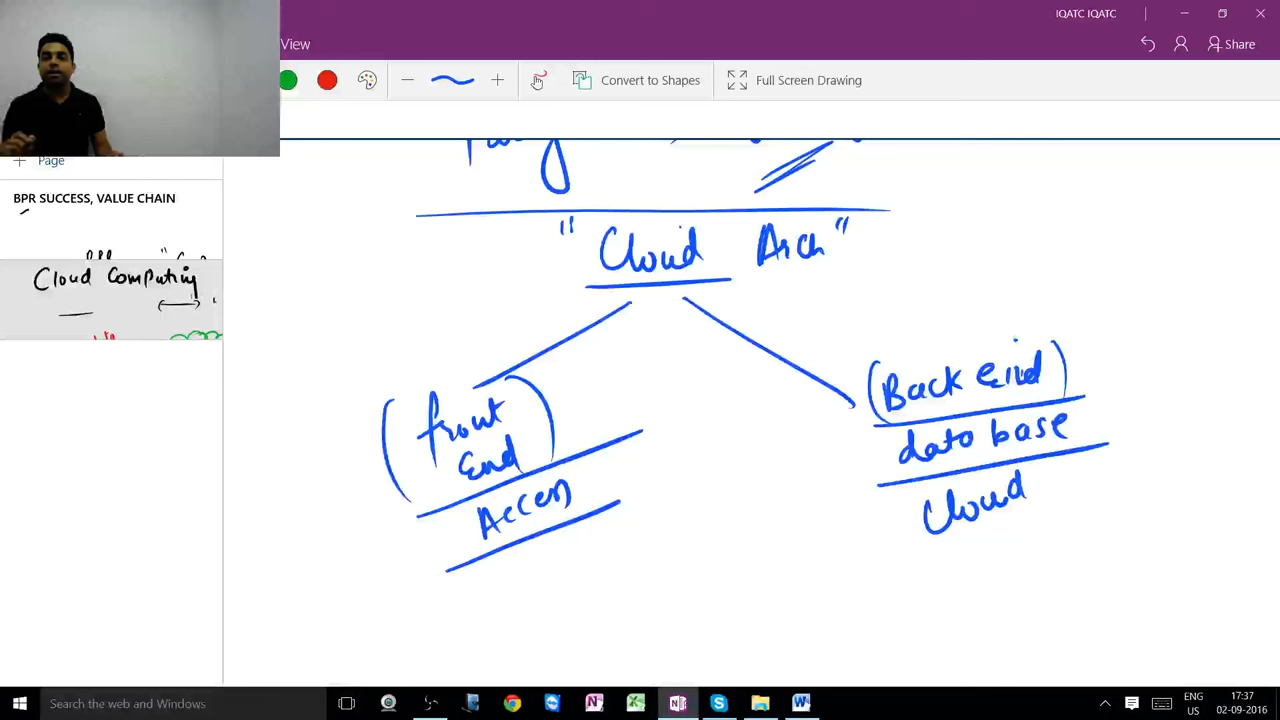 IQATC IQATC
View
Share
Convert to Shapes
Full Screen Drawing
Page
BPR SUCCESS, VALUE CHAIN
Cloud Computing
"Cloud Arch"
(front
End)
Access
(Back end)
data base
Cloud
Search the web and Windows
ENG
US
17:37
02-09-2016